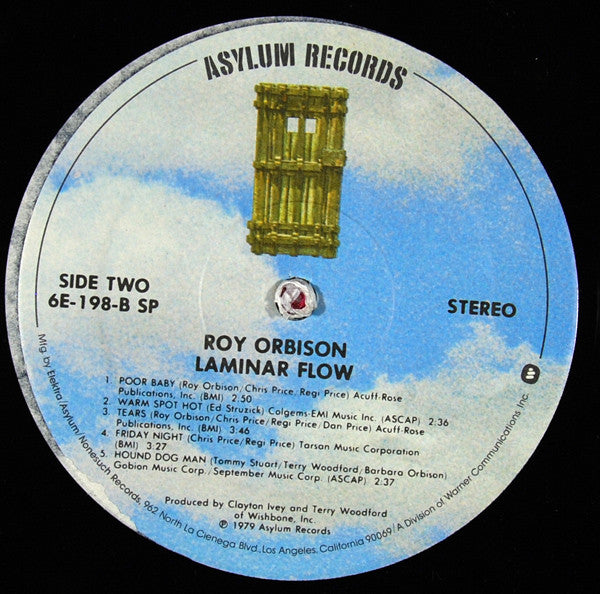 ASYLUM RECORDS
SIDE TWO
6E-198-B SP
STEREO
ROY ORBISON
LAMINAR FLOW
1. POOR BABY (Roy Orbison/Chris Price/Regi Price) Acuff-Rose
Publications, Inc. (BMI) 2:50
2. WARM SPOT HOT (Ed Struzick) Colgems-EMI Music Inc. (ASCAP) 2:36
3. TEARS (Roy Orbison/Chris Price/Regi Price/Dan Price) Acuff-Rose
Publications, Inc. (BMI) 3:46
4. FRIDAY NIGHT (Chris Price/Regi Price) Tarsan Music Corporation
(BMI) 3:27
5. HOUND DOG MAN (Tommy Stuart/Terry Woodford/Barbara Orbison)
Gobion Music Corp./September Music Corp. (ASCAP) 2:37
Produced by Clayton Ivey and Terry Woodford
of Wishbone, Inc.
℗ 1979 Asylum Records
Mfg. by Elektra/Asylum/Nonesuch Records, 962 North La Cienega Blvd., Los Angeles, California 90069/A Division of Warner Communications Inc.